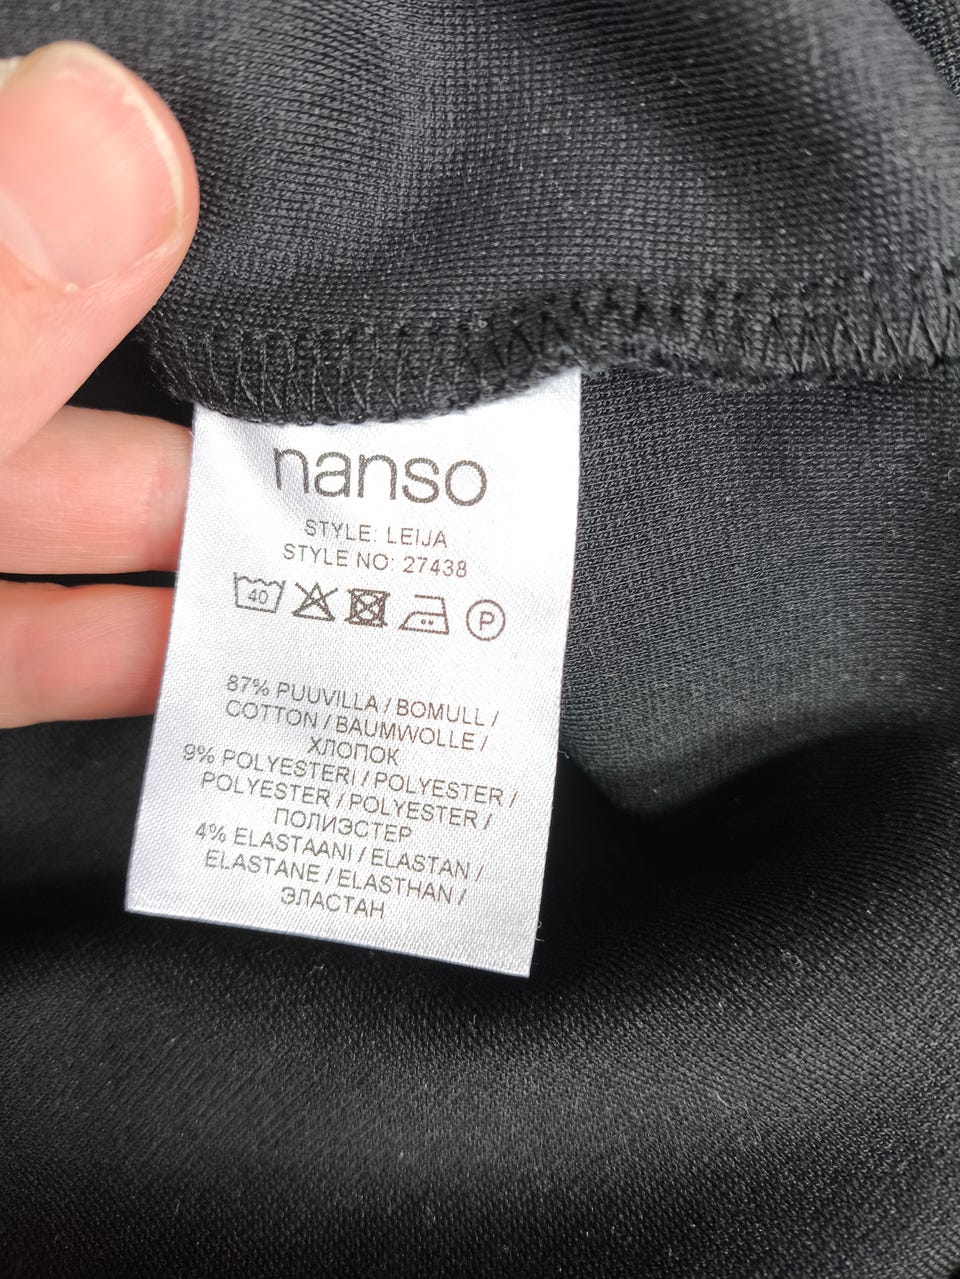 nanso
STYLE: LEIJA
STYLE NO: 27438
40 P
87% PUUVILLA / BOMULL /
COTTON / BAUMWOLLE /
ХЛОПОК
9% POLYESTERI / POLYESTER /
POLYESTER / POLYESTER /
ПОЛИЭСТЕР
4% ELASTAANI / ELASTAN /
ELASTANE / ELASTHAN /
ЭЛАСТАН